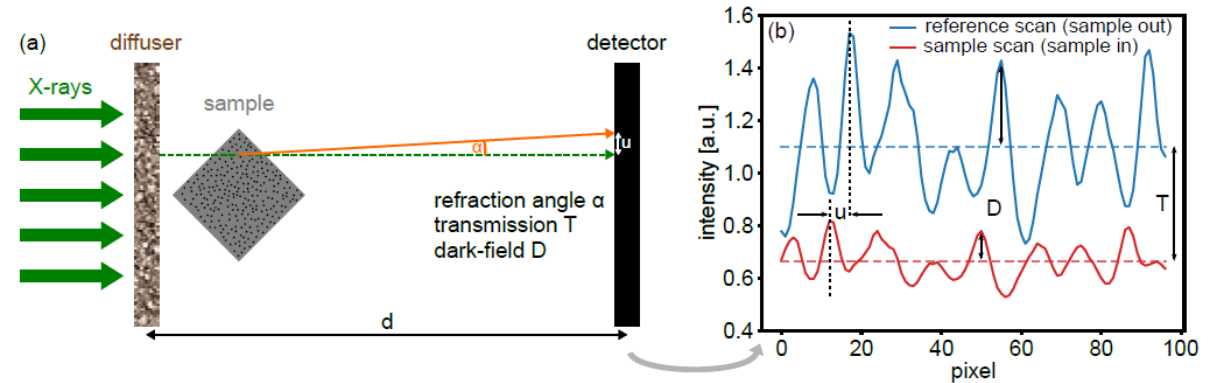 (a)
diffuser
detector
X-rays
sample
α
u
refraction angle α
transmission T
dark-field D
d
(b)
reference scan (sample out)
sample scan (sample in)
1.6
1.4
1.2
1.0
0.8
0.6
0.4
intensity [a.u.]
u
D
T
0
20
40
60
80
100
pixel